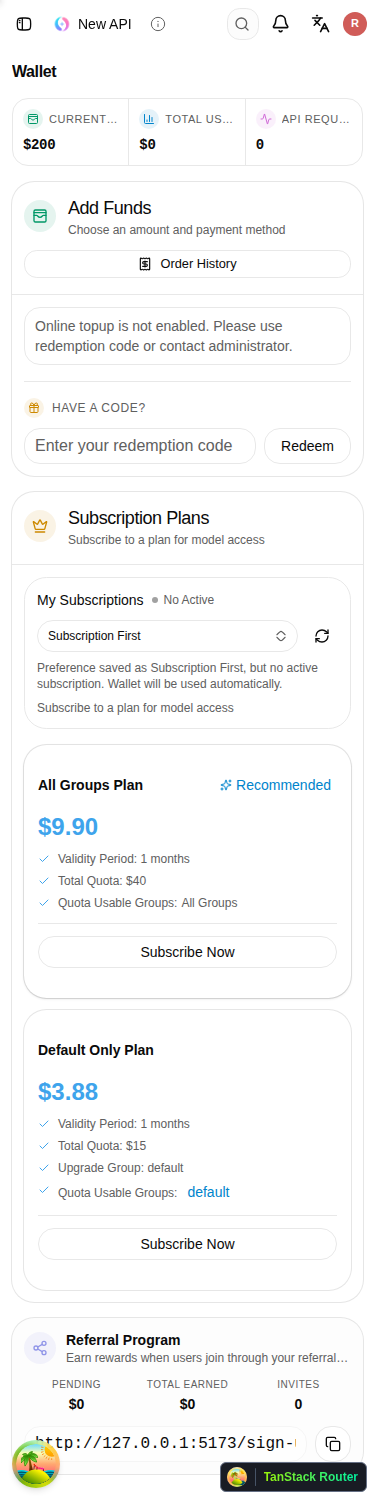 New API
R
Wallet
CURRENT...
TOTAL US...
API REQU...
$200
$0
0
Add Funds
Choose an amount and payment method
Order History
Online topup is not enabled. Please use
redemption code or contact administrator.
HAVE A CODE?
Enter your redemption code
Redeem
Subscription Plans
Subscribe to a plan for model access
My Subscriptions
No Active
Subscription First
Preference saved as Subscription First, but no active
subscription. Wallet will be used automatically.
Subscribe to a plan for model access
All Groups Plan
Recommended
$9.90
Validity Period: 1 months
Total Quota: $40
Quota Usable Groups: All Groups
Subscribe Now
Default Only Plan
$3.88
Validity Period: 1 months
Total Quota: $15
Upgrade Group: default
Quota Usable Groups: default
Subscribe Now
Referral Program
Earn rewards when users join through your referral...
PENDING
TOTAL EARNED
INVITES
$0
$0
0
http://127.0.0.1:5173/sign-
TanStack Router